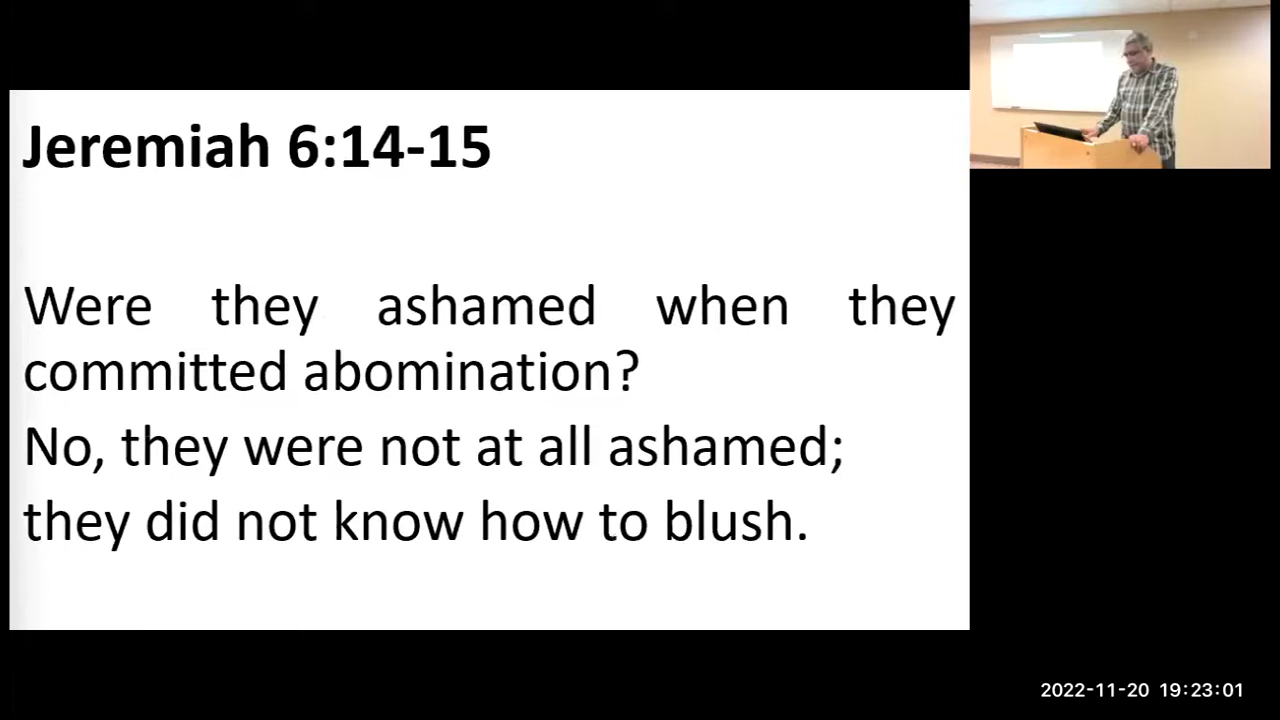 Jeremiah 6:14-15
Were they ashamed when they
committed abomination?
No, they were not at all ashamed;
they did not know how to blush.
2022-11-20 19:23:01